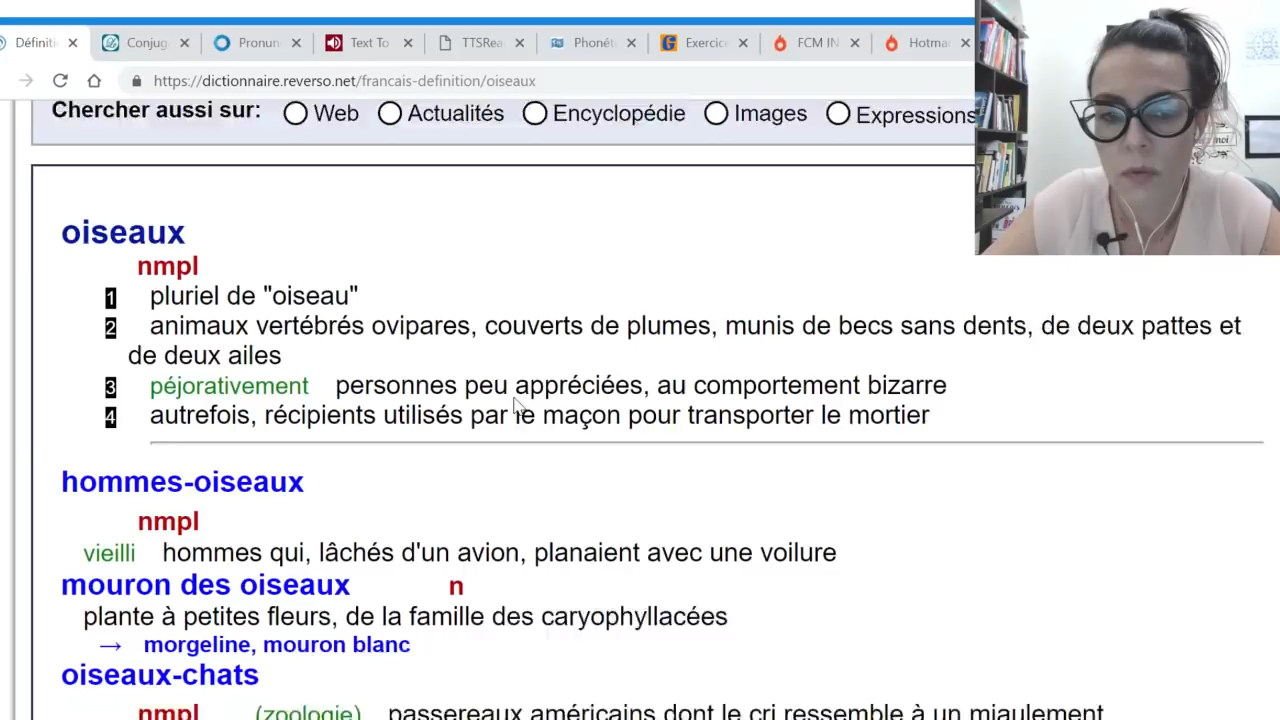 Définiti
Conjug
Pronun
Text To
TTSRea
Phonét
Exercice
FCM IN
Hotma
https://dictionnaire.reverso.net/francais-definition/oiseaux
Chercher aussi sur: Web Actualités Encyclopédie Images Expressions
oiseaux
nmpl
1 pluriel de "oiseau"
2 animaux vertébrés ovipares, couverts de plumes, munis de becs sans dents, de deux pattes et
de deux ailes
3 péjorativement personnes peu appréciées, au comportement bizarre
4 autrefois, récipients utilisés par le maçon pour transporter le mortier
hommes-oiseaux
nmpl
vieilli hommes qui, lâchés d'un avion, planaient avec une voilure
mouron des oiseaux n
plante à petites fleurs, de la famille des caryophyllacées
→ morgeline, mouron blanc
oiseaux-chats
nmpl (zoologie) passereaux américains dont le cri ressemble à un miaulement